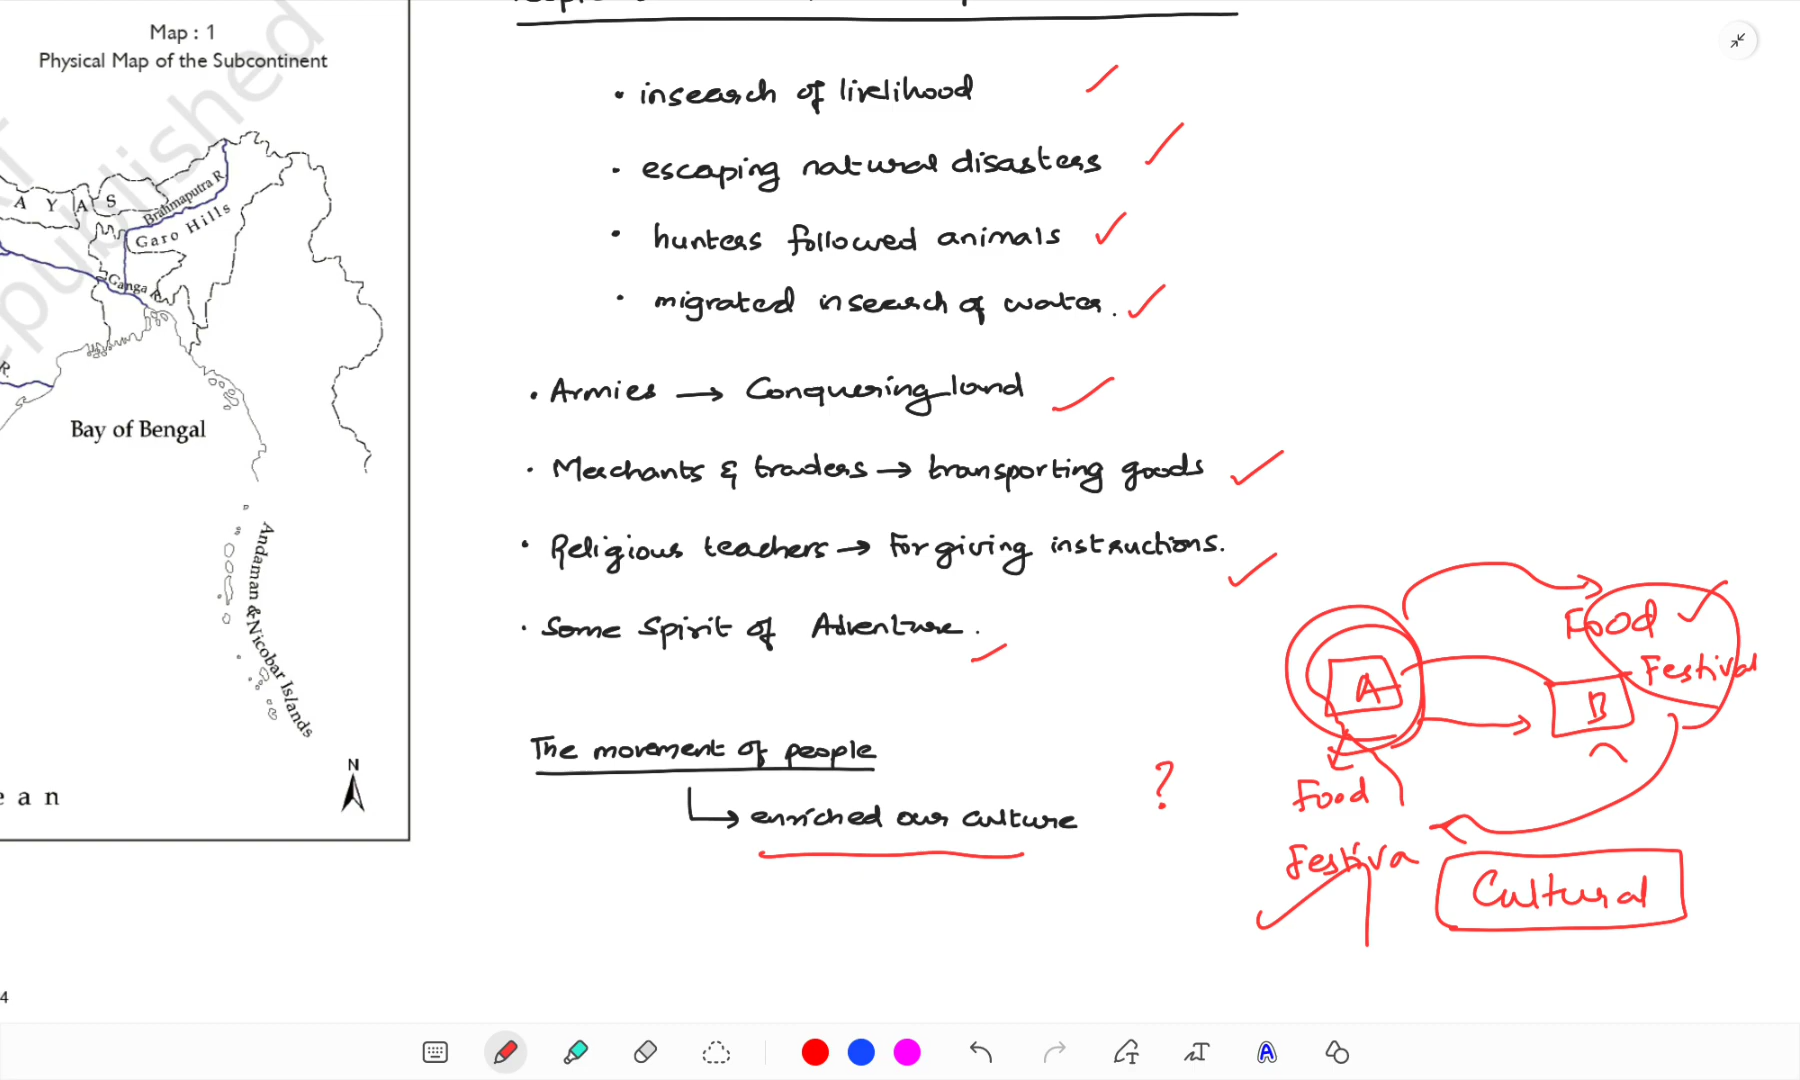 Map : 1
Physical Map of the Subcontinent
published
A Y A S
Brahmaputra R.
Garo Hills
Ganga R.
R.
Bay of Bengal
Andaman & Nicobar Islands
N
e a n
4
• insearch of livelihood
• escaping natural disasters
• hunters followed animals
• migrated insearch of water.
• Armies → Conquering land
• Merchants & traders → transporting goods
• Religious teachers → For giving instructions.
• Some Spirit of Adventure.
The movement of people
↳ enriched our culture
?
A
Food
Festiva
B
Food
Festival
Cultural